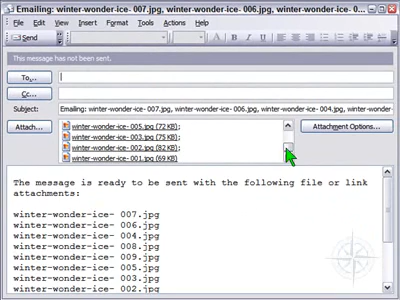 Emailing: winter-wonder-ice- 007.jpg, winter-wonder-ice- 006.jpg, winter-wonder-ice- 0...
File Edit View Insert Format Tools Actions Help
Send
This message has not been sent.
To...
Cc...
Subject: Emailing: winter-wonder-ice- 007.jpg, winter-wonder-ice- 006.jpg, winter-wonder-ice- 004.jpg, winter-wonder-
Attach... Attachment Options...
winter-wonder-ice- 005.jpg (72 KB);
winter-wonder-ice- 003.jpg (75 KB);
winter-wonder-ice- 002.jpg (82 KB);
winter-wonder-ice- 001.jpg (69 KB)
The message is ready to be sent with the following file or link
attachments:
winter-wonder-ice- 007.jpg
winter-wonder-ice- 006.jpg
winter-wonder-ice- 004.jpg
winter-wonder-ice- 008.jpg
winter-wonder-ice- 009.jpg
winter-wonder-ice- 005.jpg
winter-wonder-ice- 003.jpg
winter-wonder-ice- 002.jpg